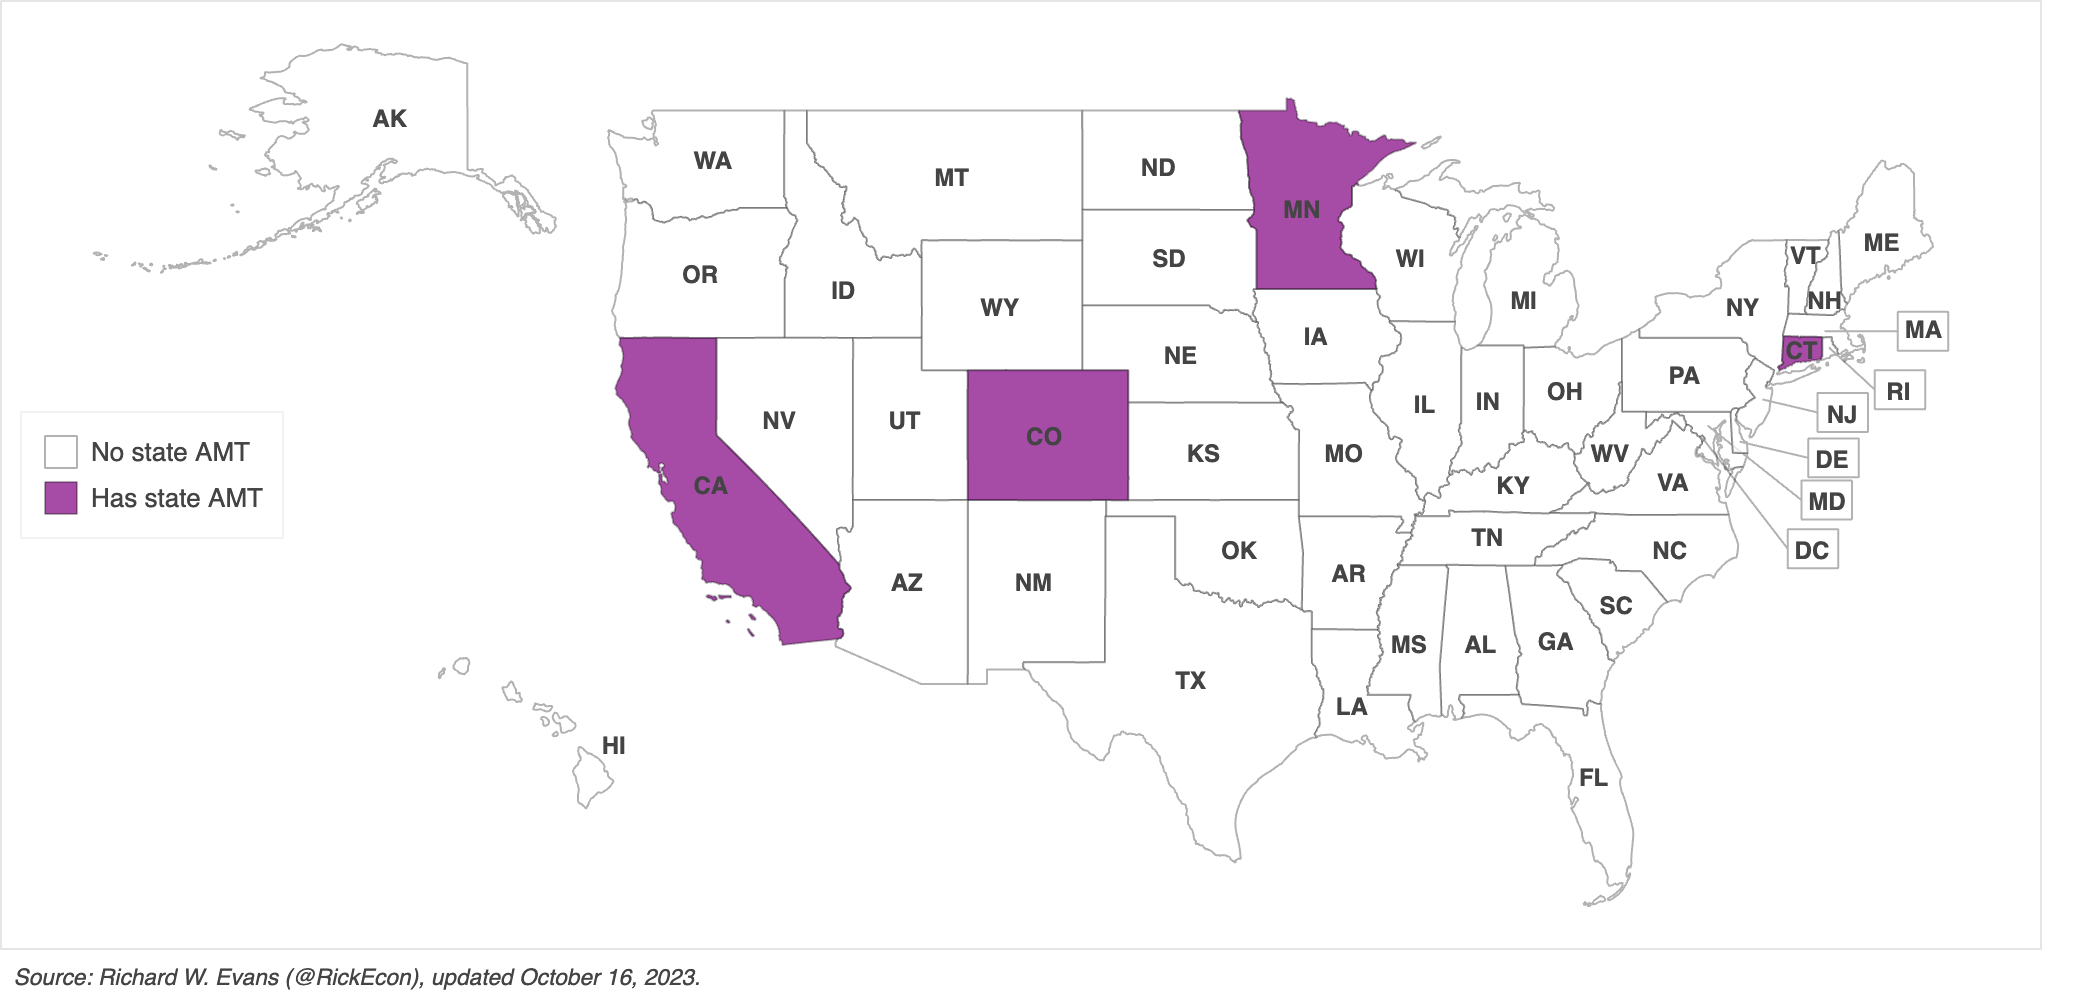 AK
WA
MT
ND
MN
OR
ID
WY
SD
WI
MI
NY
VT
NH
ME
MA
CT
RI
NJ
PA
DE
MD
DC
NE
IA
IL
IN
OH
WV
VA
KY
NV
UT
CO
KS
MO
No state AMT
Has state AMT
CA
AZ
NM
OK
AR
TN
NC
SC
MS
AL
GA
TX
LA
FL
HI
Source: Richard W. Evans (@RickEcon), updated October 16, 2023.